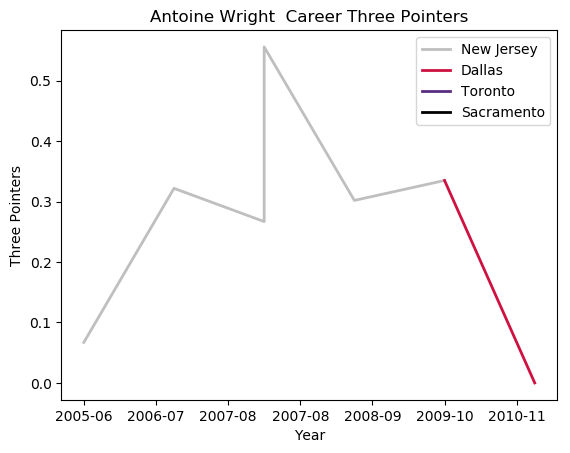 Antoine Wright  Career Three Pointers
New Jersey
Dallas
Toronto
Sacramento
Three Pointers
0.5
0.4
0.3
0.2
0.1
0.0
2005-06 2006-07 2007-08 2007-08 2008-09 2009-10 2010-11
Year